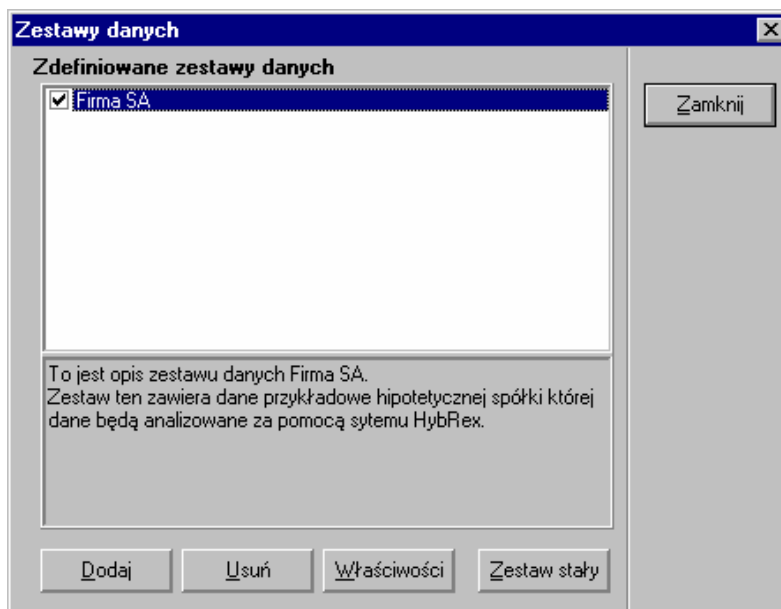 Zestawy danych
Zdefiniowane zestawy danych
Firma SA
Zamknij
To jest opis zestawu danych Firma SA.
Zestaw ten zawiera dane przykładowe hipotetycznej spółki której
dane będą analizowane za pomocą sytemu HybRex.
Dodaj
Usuń
Właściwości
Zestaw stały